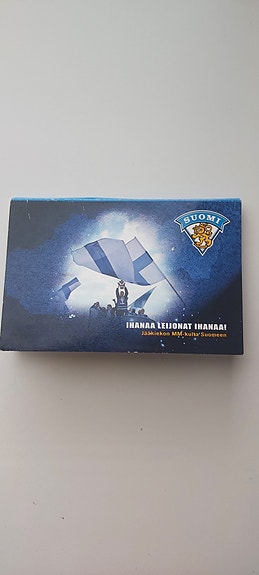 SUOMI
IHANAA LEIJONAT IHANAA!
Jääkiekon MM-kulta Suomeen